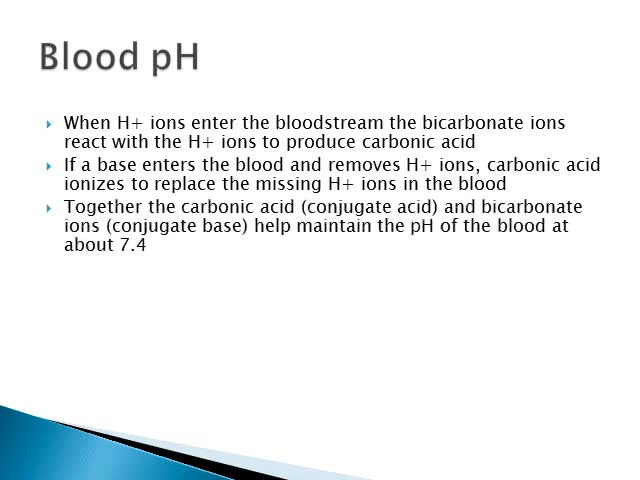 Blood pH
When H+ ions enter the bloodstream the bicarbonate ions
react with the H+ ions to produce carbonic acid
If a base enters the blood and removes H+ ions, carbonic acid
ionizes to replace the missing H+ ions in the blood
Together the carbonic acid (conjugate acid) and bicarbonate
ions (conjugate base) help maintain the pH of the blood at
about 7.4